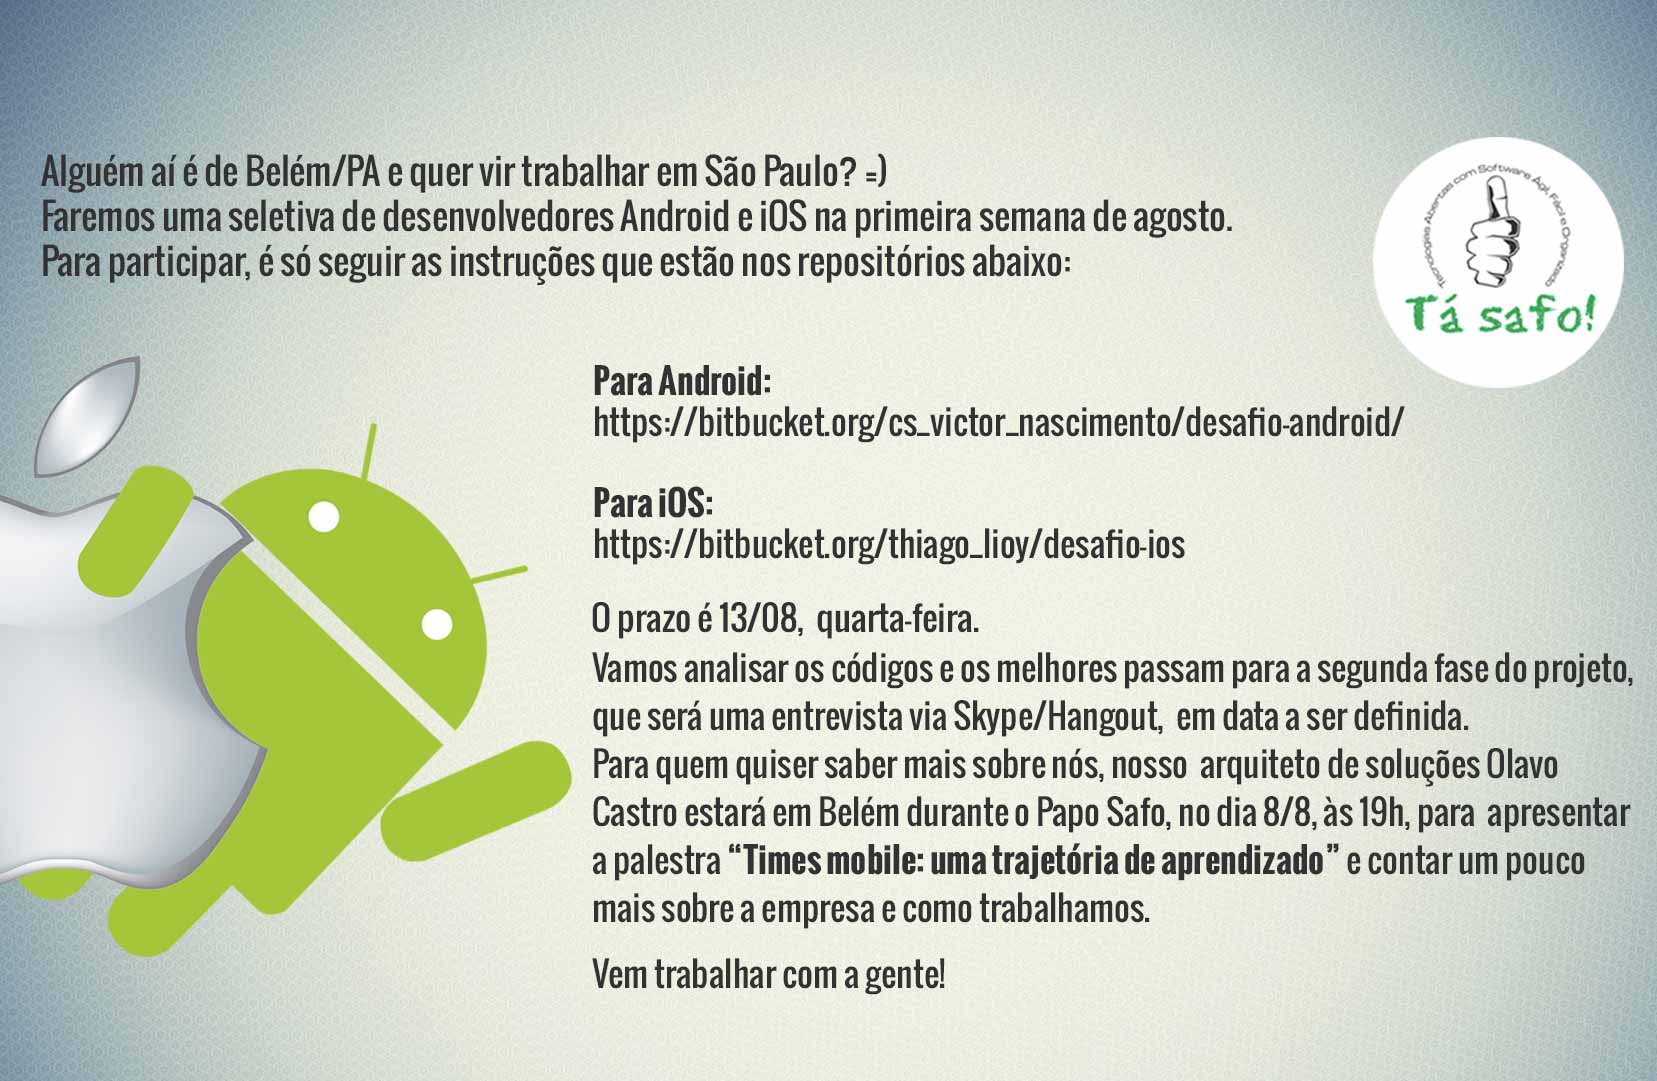 Alguém aí é de Belém/PA e quer vir trabalhar em São Paulo? =)
Faremos uma seletiva de desenvolvedores Android e iOS na primeira semana de agosto.
Para participar, é só seguir as instruções que estão nos repositórios abaixo:
Tecnologias Abertas com Software Ágil, Fácil e Organizado
Tá safo!
Para Android:
https://bitbucket.org/cs_victor_nascimento/desafio-android/
Para iOS:
https://bitbucket.org/thiago_lioy/desafio-ios
O prazo é 13/08, quarta-feira.
Vamos analisar os códigos e os melhores passam para a segunda fase do projeto,
que será uma entrevista via Skype/Hangout, em data a ser definida.
Para quem quiser saber mais sobre nós, nosso arquiteto de soluções Olavo
Castro estará em Belém durante o Papo Safo, no dia 8/8, às 19h, para apresentar
a palestra “Times mobile: uma trajetória de aprendizado” e contar um pouco
mais sobre a empresa e como trabalhamos.
Vem trabalhar com a gente!